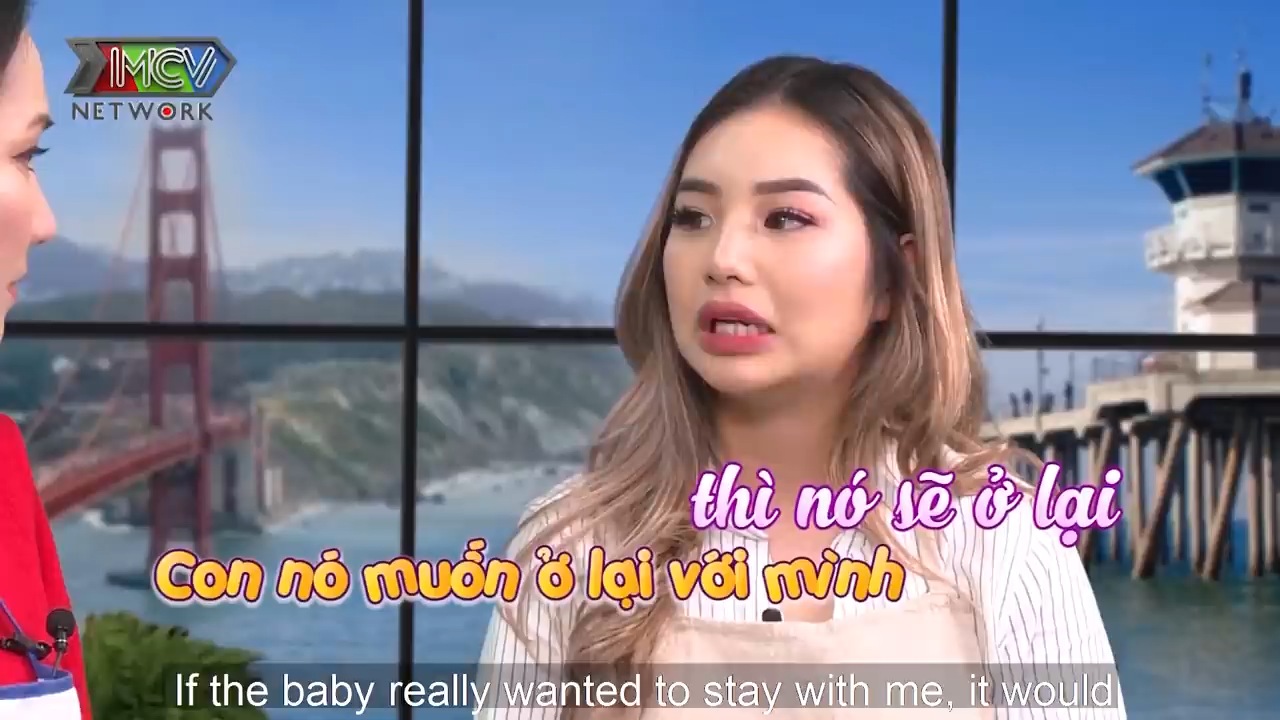 MCV
NETWORK
thì nó sẽ ở lại
Con nó muốn ở lại với mình
If the baby really wanted to stay with me, it would